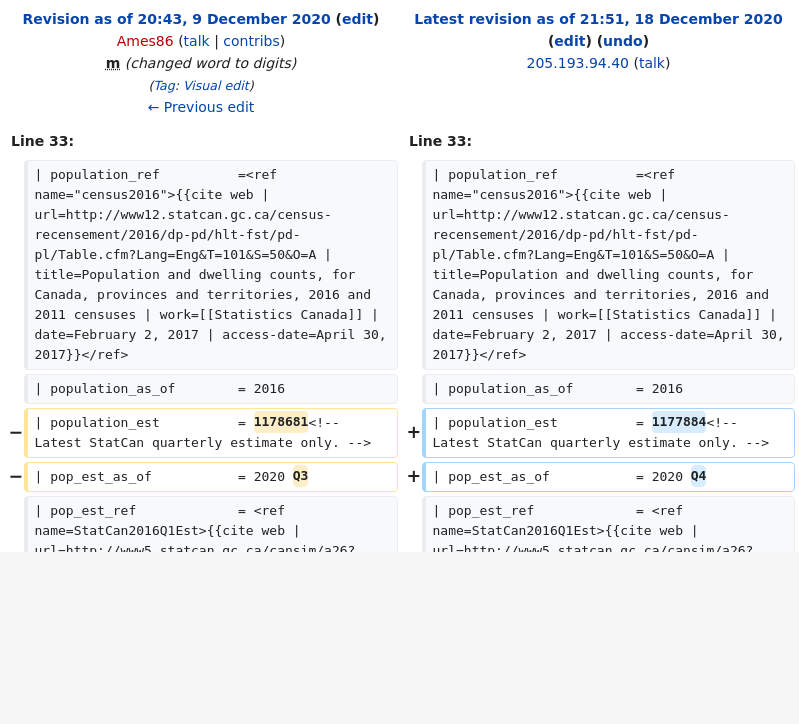 Revision as of 20:43, 9 December 2020 (edit)
Ames86 (talk | contribs)
m (changed word to digits)
(Tag: Visual edit)
← Previous edit
Latest revision as of 21:51, 18 December 2020
(edit) (undo)
205.193.94.40 (talk)
Line 33:
Line 33:
| population_ref          =<ref
name="census2016">{{cite web |
url=http://www12.statcan.gc.ca/census-
recensement/2016/dp-pd/hlt-fst/pd-
pl/Table.cfm?Lang=Eng&T=101&S=50&O=A |
title=Population and dwelling counts, for
Canada, provinces and territories, 2016 and
2011 censuses | work=[[Statistics Canada]] |
date=February 2, 2017 | access-date=April 30,
2017}}</ref>
| population_ref          =<ref
name="census2016">{{cite web |
url=http://www12.statcan.gc.ca/census-
recensement/2016/dp-pd/hlt-fst/pd-
pl/Table.cfm?Lang=Eng&T=101&S=50&O=A |
title=Population and dwelling counts, for
Canada, provinces and territories, 2016 and
2011 censuses | work=[[Statistics Canada]] |
date=February 2, 2017 | access-date=April 30,
2017}}</ref>
| population_as_of        = 2016
| population_as_of        = 2016
− | population_est          = 1178681<!--
Latest StatCan quarterly estimate only. -->
+ | population_est          = 1177884<!--
Latest StatCan quarterly estimate only. -->
− | pop_est_as_of           = 2020 Q3
+ | pop_est_as_of           = 2020 Q4
| pop_est_ref             = <ref
name=StatCan2016Q1Est>{{cite web |
url=http://www5.statcan.gc.ca/cansim/a26?
| pop_est_ref             = <ref
name=StatCan2016Q1Est>{{cite web |
url=http://www5.statcan.gc.ca/cansim/a26?